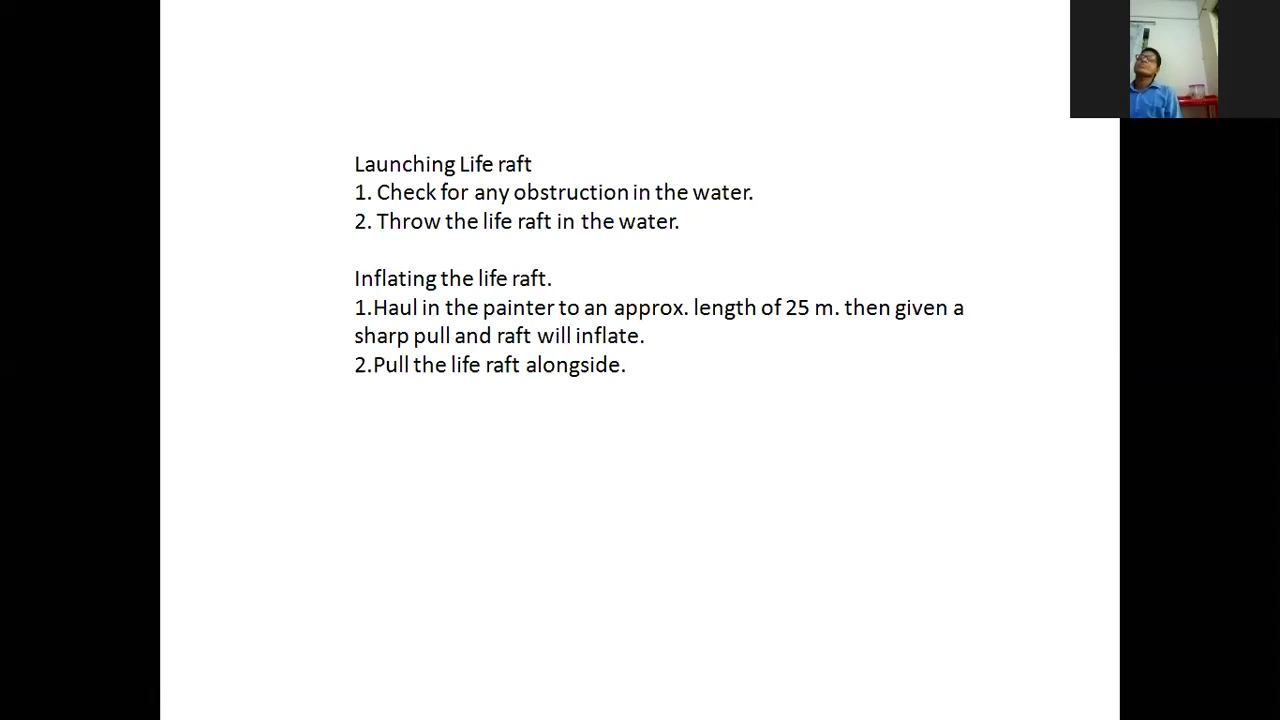 Launching Life raft
1. Check for any obstruction in the water.
2. Throw the life raft in the water.
Inflating the life raft.
1.Haul in the painter to an approx. length of 25 m. then given a
sharp pull and raft will inflate.
2.Pull the life raft alongside.